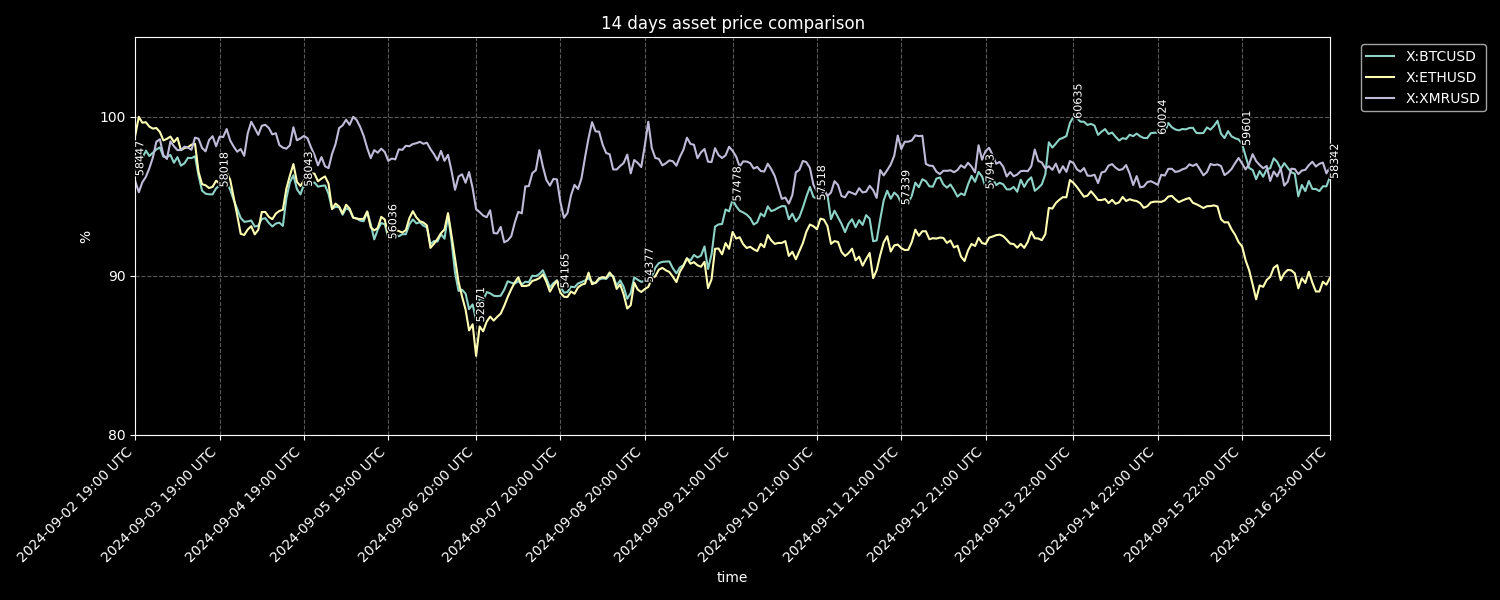 14 days asset price comparison
X:BTCUSD
X:ETHUSD
X:XMRUSD
100
90
80
%
58447
58018
58043
56036
52871
54165
54377
57478
57518
57339
57943
60635
60024
59601
58342
2024-09-02 19:00 UTC
2024-09-03 19:00 UTC
2024-09-04 19:00 UTC
2024-09-05 19:00 UTC
2024-09-06 20:00 UTC
2024-09-07 20:00 UTC
2024-09-08 20:00 UTC
2024-09-09 21:00 UTC
2024-09-10 21:00 UTC
2024-09-11 21:00 UTC
2024-09-12 21:00 UTC
2024-09-13 22:00 UTC
2024-09-14 22:00 UTC
2024-09-15 22:00 UTC
2024-09-16 23:00 UTC
time